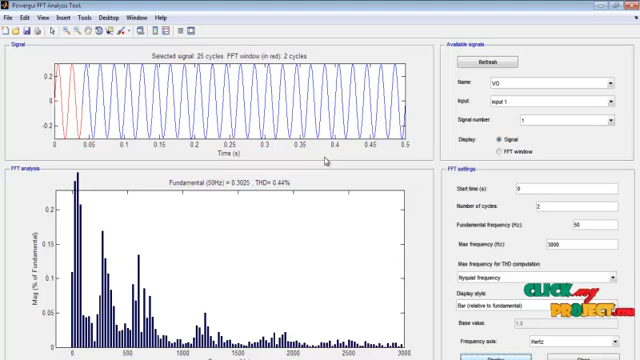 Powergui FFT Analysis Tool.
File Edit View Insert Tools Desktop Window Help
Signal
Selected signal: 25 cycles. FFT window (in red): 2 cycles
0.2
0
-0.2
0 0.05 0.1 0.15 0.2 0.25 0.3 0.35 0.4 0.45 0.5
Time (s)
FFT analysis
Fundamental (50Hz) = 0.3025 , THD= 0.44%
Mag (% of Fundamental)
0.2
0.15
0.1
0.05
0
0 500 1000 1500 2000 2500 3000
Available signals
Refresh
Name:
VO
Input:
input 1
Signal number:
1
Display:
Signal
FFT window
FFT settings
Start time (s):
0
Number of cycles:
2
Fundamental frequency (Hz):
50
Max frequency (Hz):
3000
Max frequency for THD computation:
Nyquist frequency
Display style:
Bar (relative to fundamental)
Base value:
1.0
Frequency axis:
Hertz
Display
Close
CLICK my
PROJECT.com